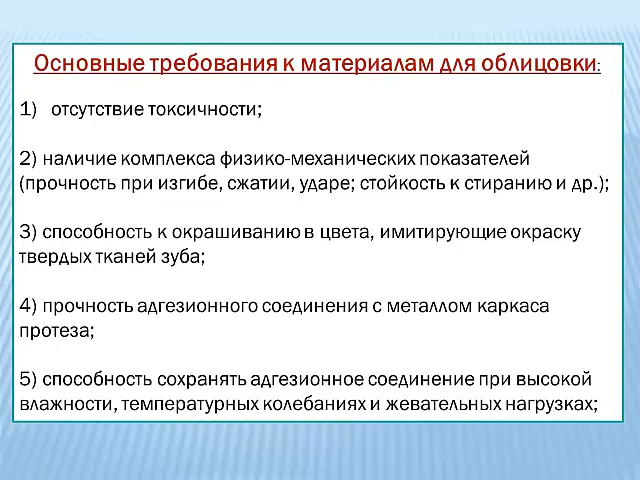 Основные требования к материалам для облицовки:
1) отсутствие токсичности;
2) наличие комплекса физико-механических показателей
(прочность при изгибе, сжатии, ударе; стойкость к стиранию и др.);
3) способность к окрашиванию в цвета, имитирующие окраску
твердых тканей зуба;
4) прочность адгезионного соединения с металлом каркаса
протеза;
5) способность сохранять адгезионное соединение при высокой
влажности, температурных колебаниях и жевательных нагрузках;